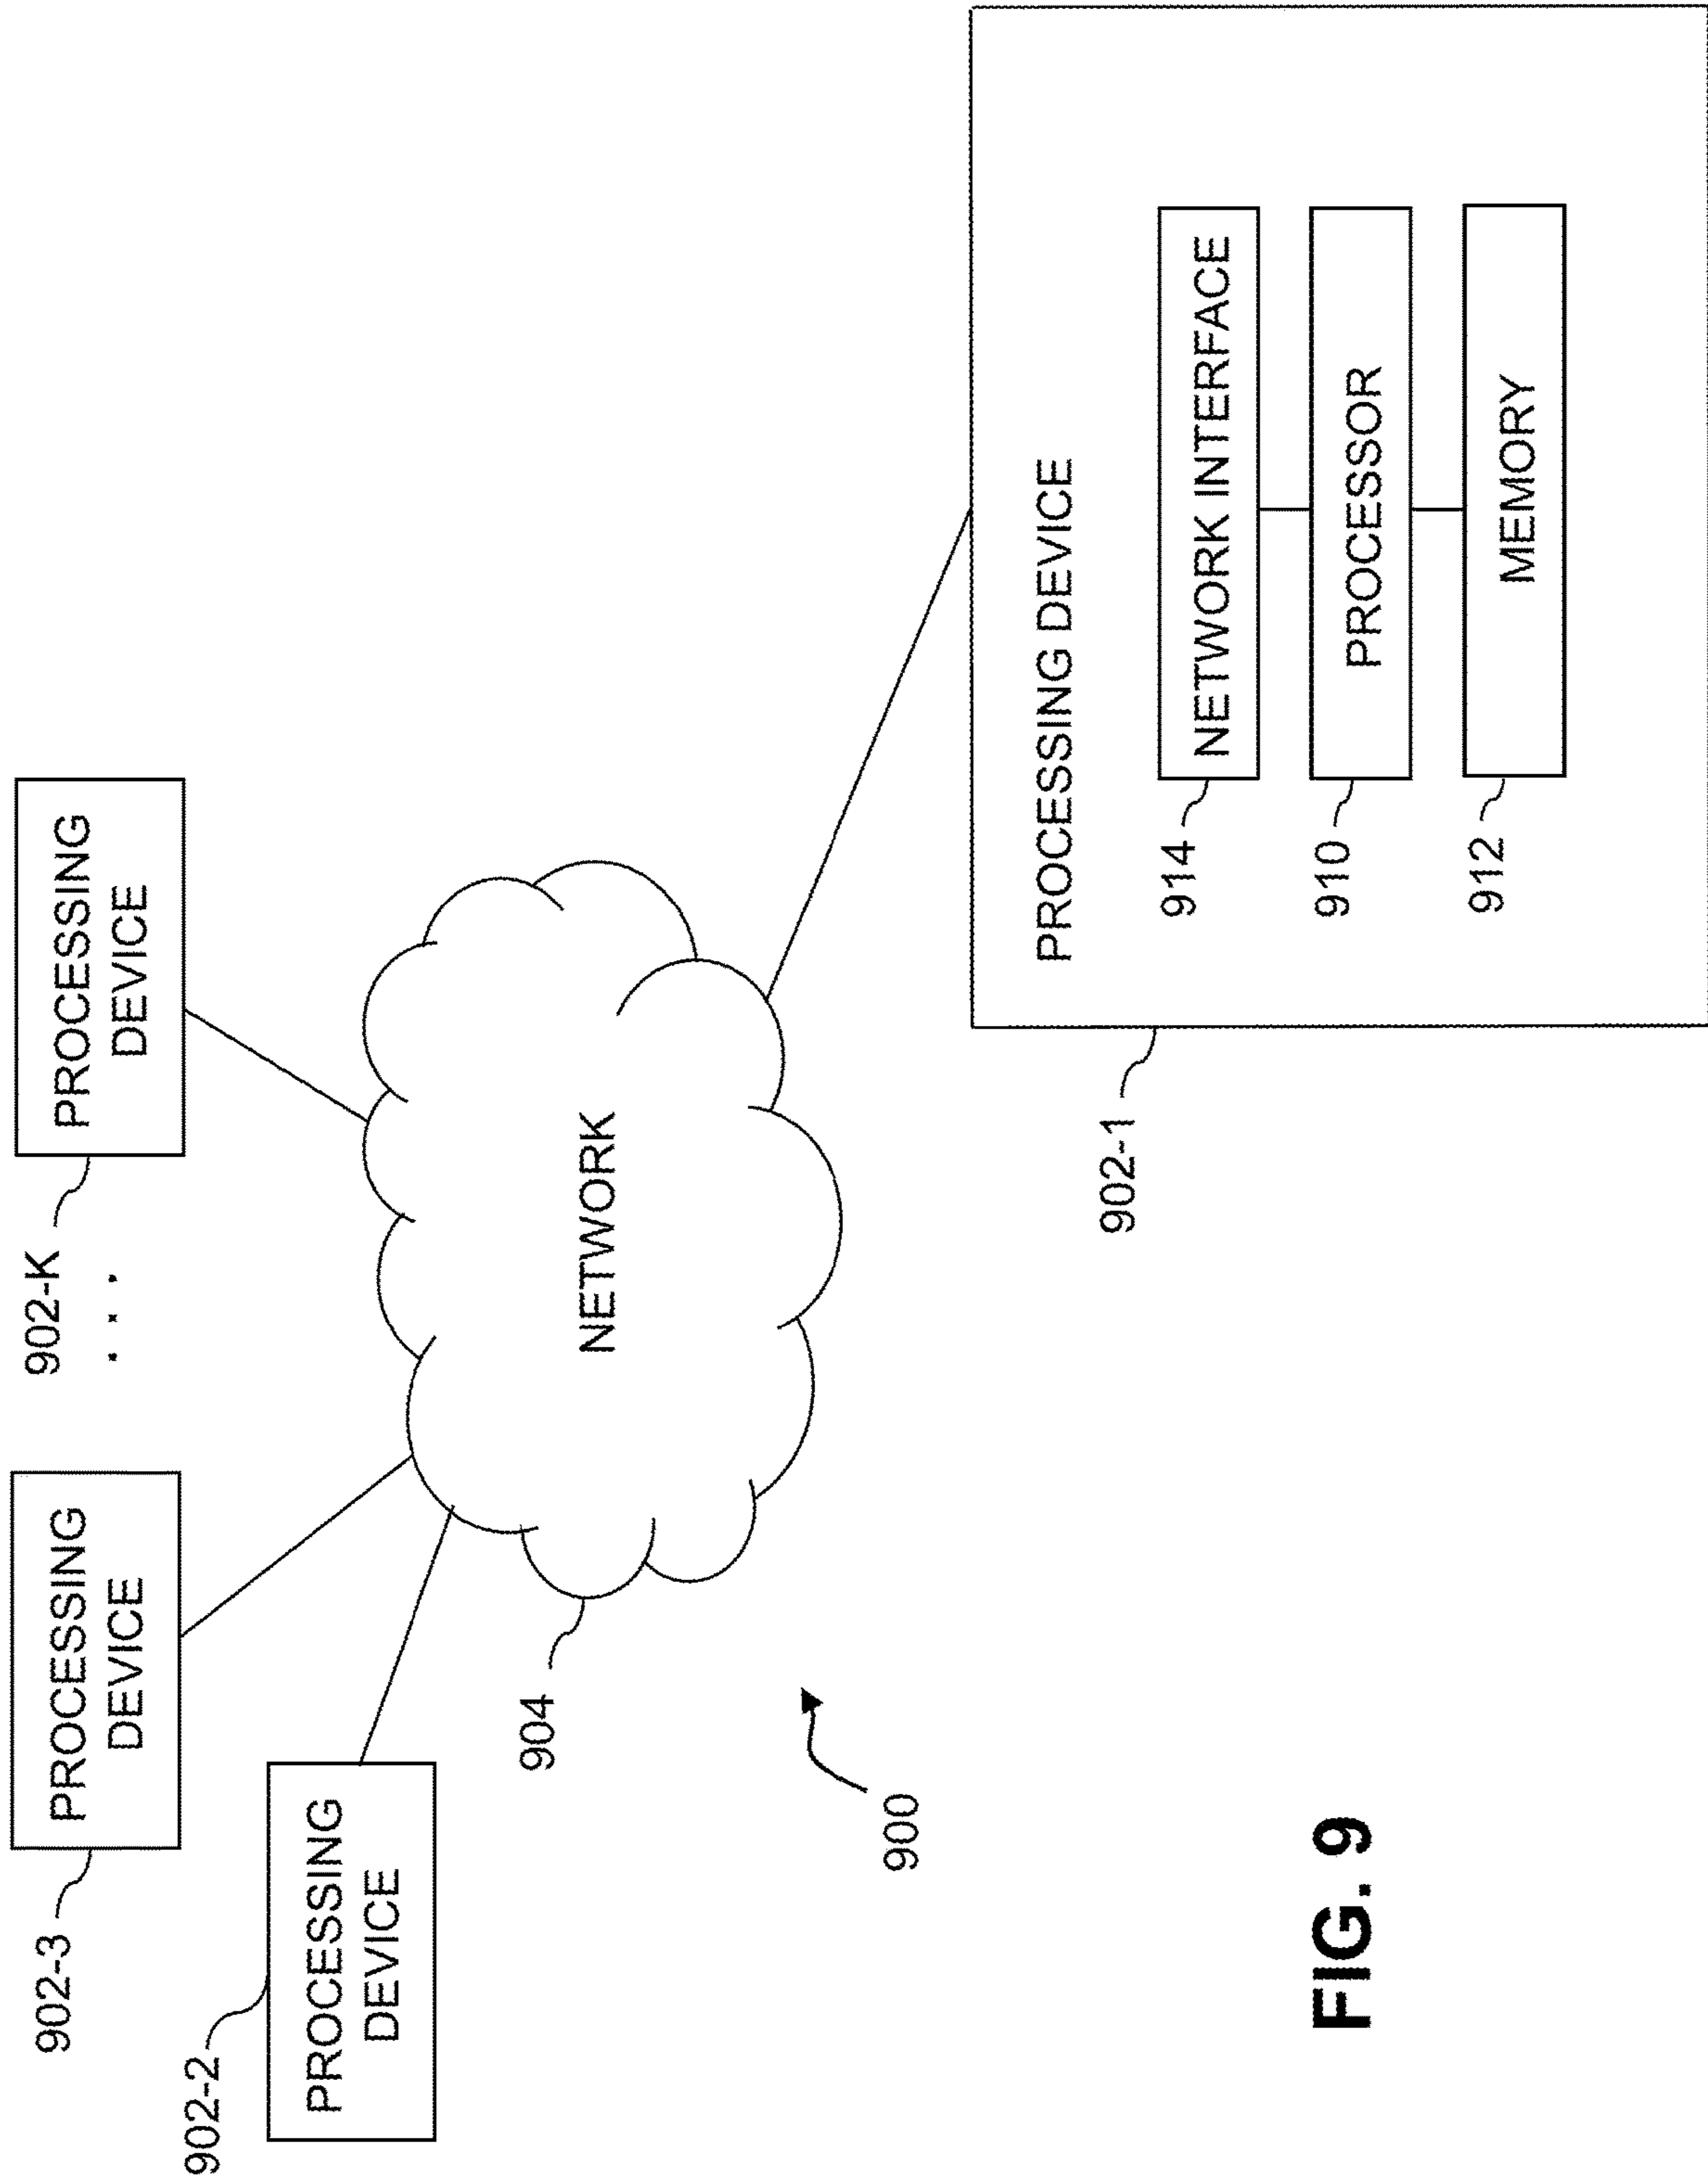 902-2
PROCESSING
DEVICE
902-3
PROCESSING
DEVICE
902-K
. . .
PROCESSING
DEVICE
904
NETWORK
900
902-1
PROCESSING DEVICE
914
NETWORK INTERFACE
910
PROCESSOR
912
MEMORY
FIG. 9